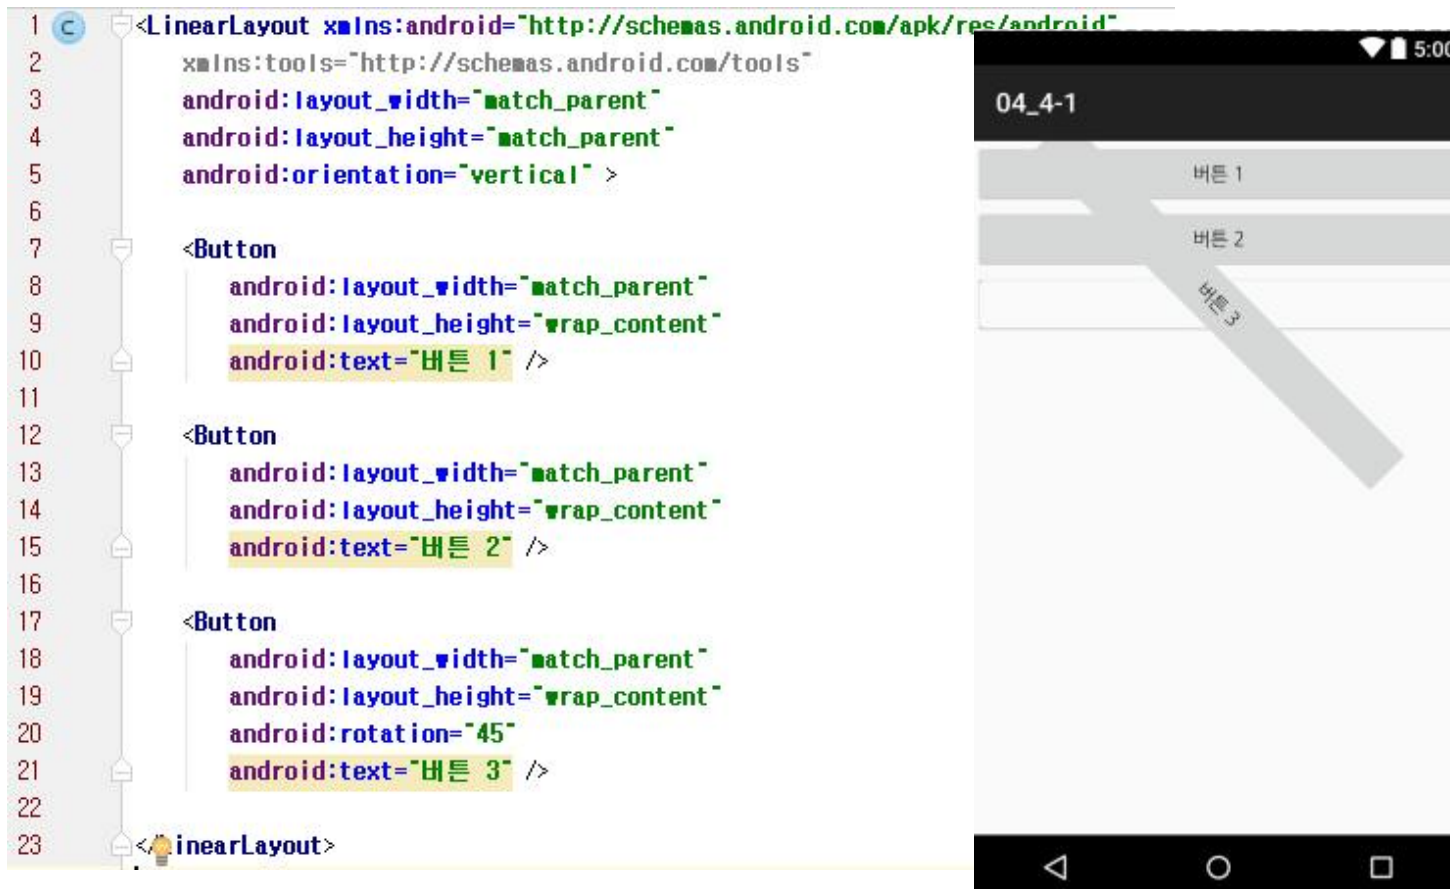 1 <LinearLayout xmlns:android="http://schemas.android.com/apk/res/android"
2 xmlns:tools="http://schemas.android.com/tools"
3 android:layout_width="match_parent"
4 android:layout_height="match_parent"
5 android:orientation="vertical" >
6
7 <Button
8 android:layout_width="match_parent"
9 android:layout_height="wrap_content"
10 android:text="버튼 1" />
11
12 <Button
13 android:layout_width="match_parent"
14 android:layout_height="wrap_content"
15 android:text="버튼 2" />
16
17 <Button
18 android:layout_width="match_parent"
19 android:layout_height="wrap_content"
20 android:rotation="45"
21 android:text="버튼 3" />
22
23 </LinearLayout>
5:00
04_4-1
버튼 1
버튼 2
버튼 3